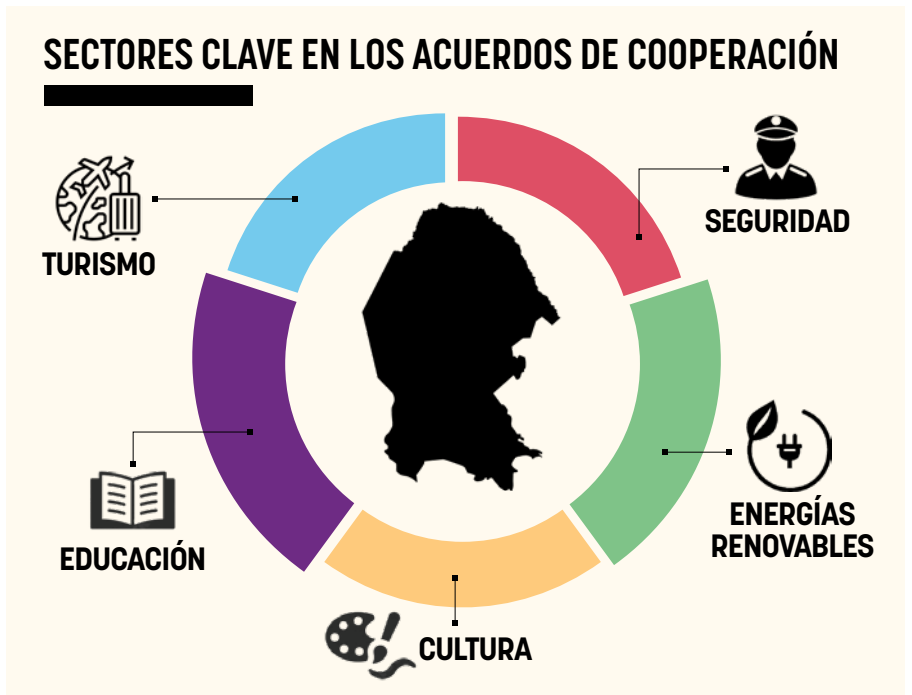 SECTORES CLAVE EN LOS ACUERDOS DE COOPERACIÓN
SEGURIDAD
TURISMO
ENERGÍAS
RENOVABLES
EDUCACIÓN
CULTURA